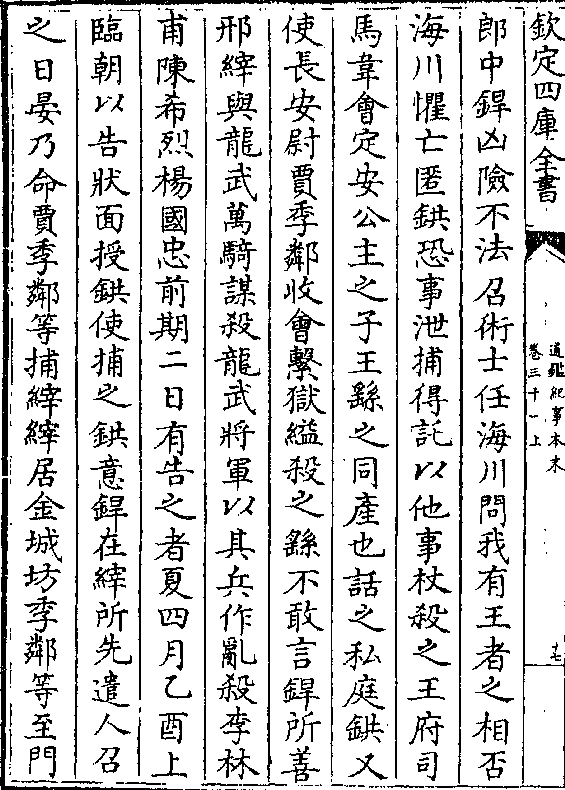 欽定四庫全書
通鑑紀事本末
卷三十一上
郎中銲凶險不法召術士任海川問我有王者之相否
海川懼亡匿鉷恐事泄捕得託以他事杖殺之王府司
馬韋會定安公主之子王繇之同產也話之私庭鉷又
使長安尉賈季鄰收會繫獄縊殺之繇不敢言銲所善
邢縡與龍武萬騎謀殺龍武將軍以其兵作亂殺李林
甫陳希烈楊國忠前期二日有告之者夏四月乙酉上
臨朝以告狀面授鉷使捕之鉷意銲在縡所先遣人召
之日晏乃命賈季鄰等捕縡縡居金城坊季鄰等至門